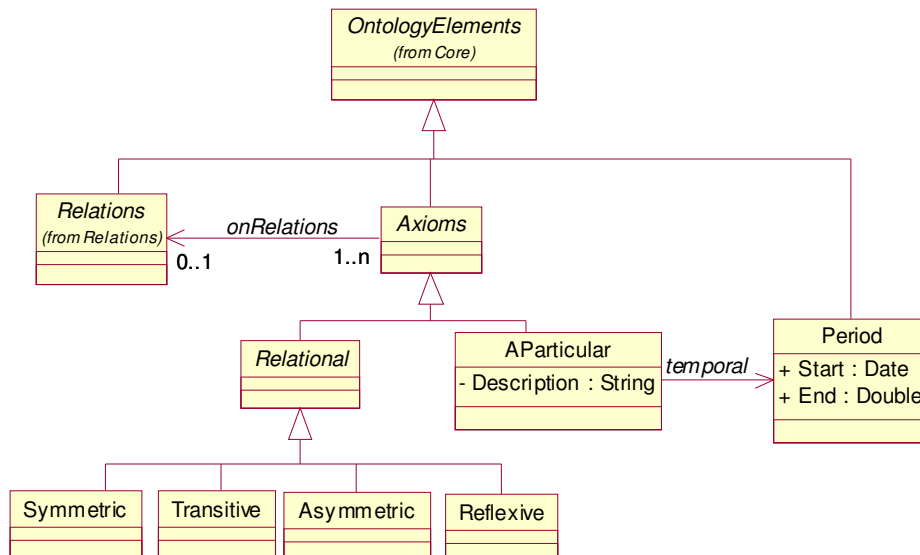 OntologyElements
(from Core)
Relations
(from Relations)
onRelations
Axioms
0..1
1..n
Relational
AParticular
- Description : String
temporal
Period
+ Start : Date
+ End : Double
Symmetric
Transitive
Asymmetric
Reflexive